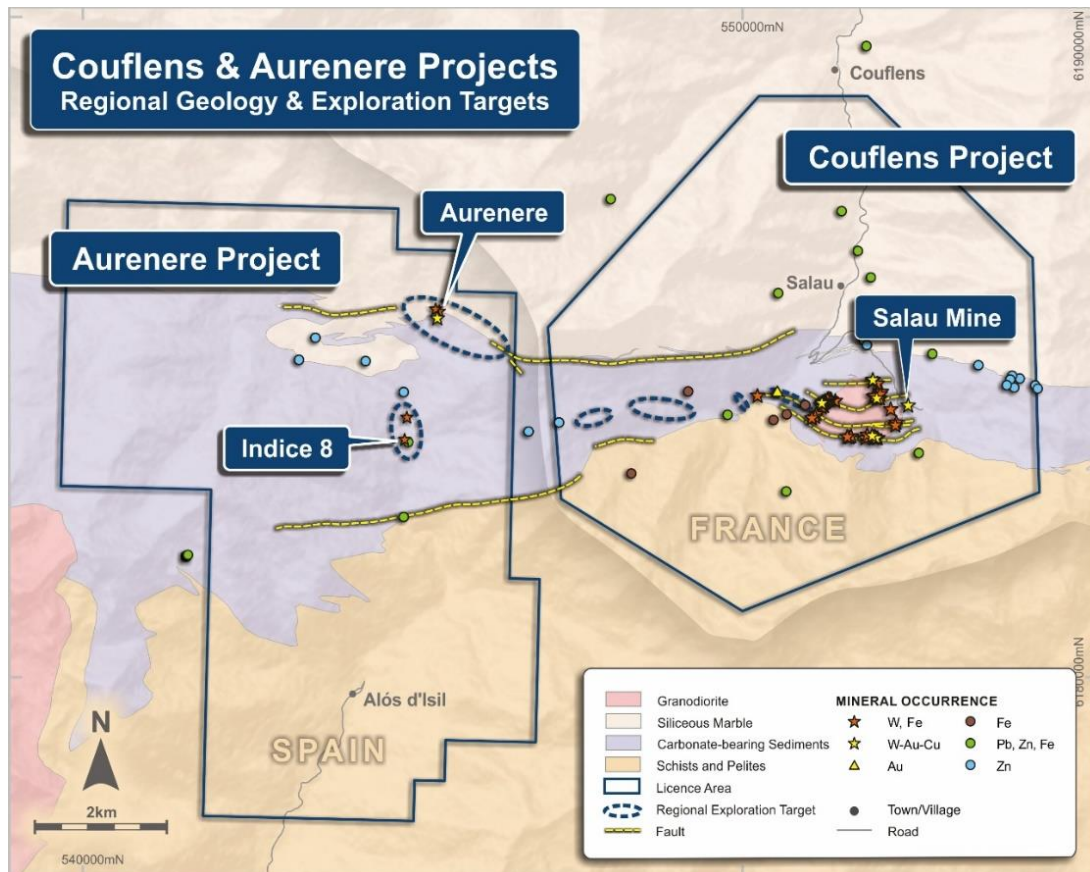 Couflens & Aurenere Projects
Regional Geology & Exploration Targets
550000mN
6190000mN
Couflens
Couflens Project
Aurenere
Aurenere Project
Salau
Salau Mine
Indice 8
FRANCE
6180000mN
Alós d'Isil
SPAIN
N
2km
540000mN
Granodiorite
Siliceous Marble
Carbonate-bearing Sediments
Schists and Pelites
Licence Area
Regional Exploration Target
Fault
MINERAL OCCURRENCE
W, Fe
W-Au-Cu
Au
Fe
Pb, Zn, Fe
Zn
Town/Village
Road